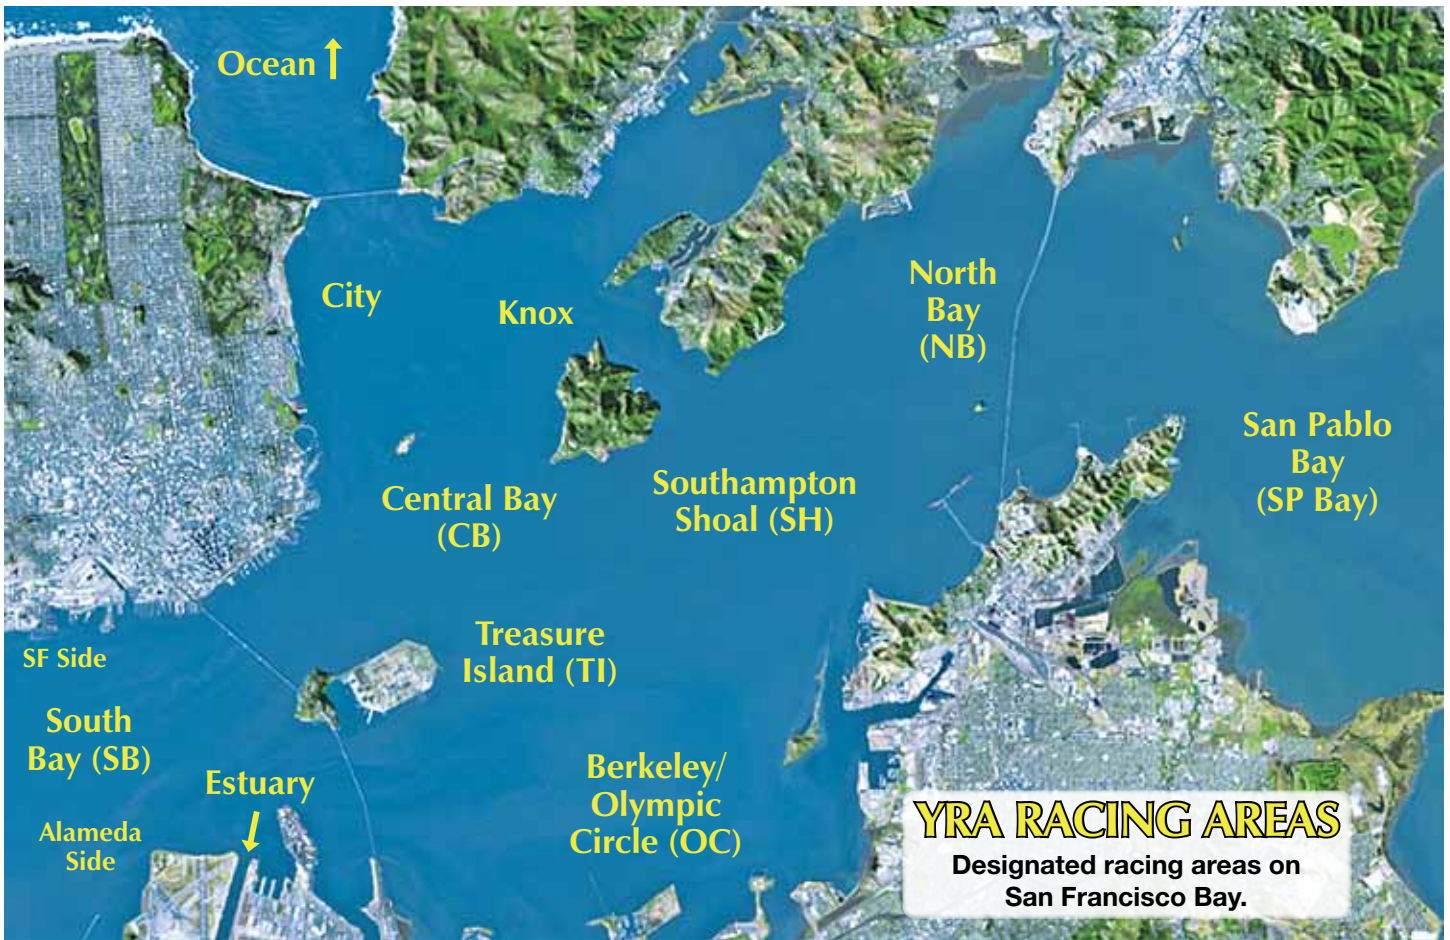 Ocean
City
Knox
North
Bay
(NB)
San Pablo
Bay
(SP Bay)
Central Bay
(CB)
Southampton
Shoal (SH)
Treasure
Island (TI)
SF Side
South
Bay (SB)
Estuary
Alameda
Side
Berkeley/
Olympic
Circle (OC)
YRA RACING AREAS
Designated racing areas on
San Francisco Bay.